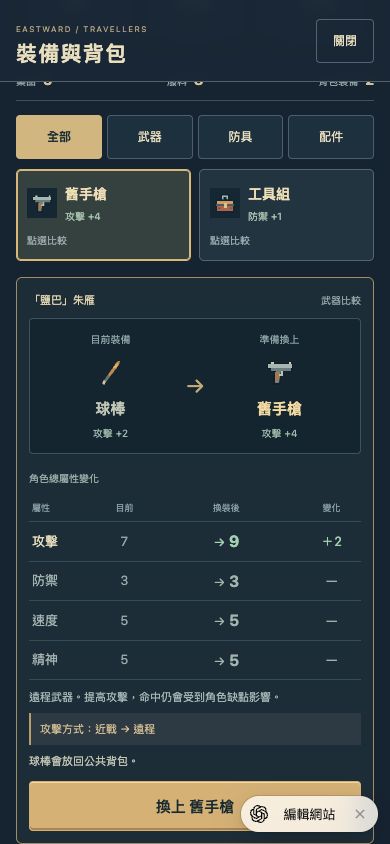 EASTWARD / TRAVELLERS
裝備與背包
關閉
全部
武器
防具
配件
舊手槍
攻擊 +4
點選比較
工具組
防禦 +1
點選比較
「鹽巴」朱雁
武器比較
目前裝備
球棒
攻擊 +2
→
準備換上
舊手槍
攻擊 +4
角色總屬性變化
屬性 目前 換裝後 變化
攻擊 7 → 9 +2
防禦 3 → 3 —
速度 5 → 5 —
精神 5 → 5 —
遠程武器。提高攻擊，命中仍會受到角色缺點影響。
攻擊方式：近戰 → 遠程
球棒會放回公共背包。
換上 舊手槍
編輯網站